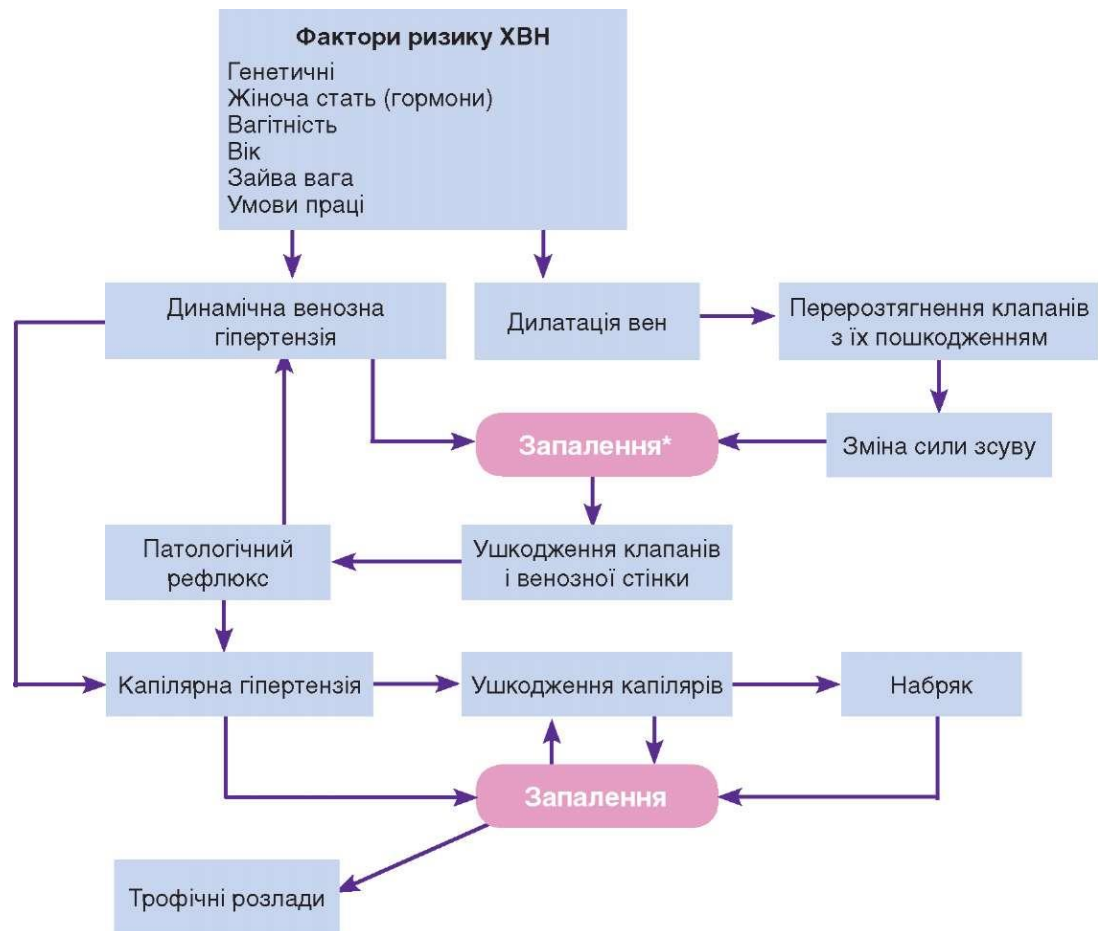 Фактори ризику ХВН
Генетичні
Жіноча стать (гормони)
Вагітність
Вік
Зайва вага
Умови праці
Динамічна венозна
гіпертензія
Дилатація вен
Перерозтягнення клапанів
з їх пошкодженням
Запалення*
Зміна сили зсуву
Патологічний
рефлюкс
Ушкодження клапанів
і венозної стінки
Капілярна гіпертензія
Ушкодження капілярів
Набряк
Запалення
Трофічні розлади